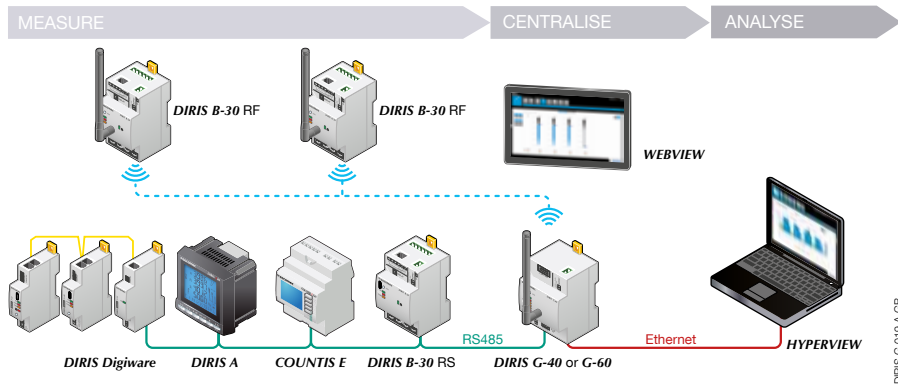 MEASURE
CENTRALISE
ANALYSE
DIRIS B-30 RF
DIRIS B-30 RF
WEBVIEW
RS485
Ethernet
DIRIS Digiware
DIRIS A
COUNTIS E
DIRIS B-30 RS
DIRIS G-40 or G-60
HYPERVIEW